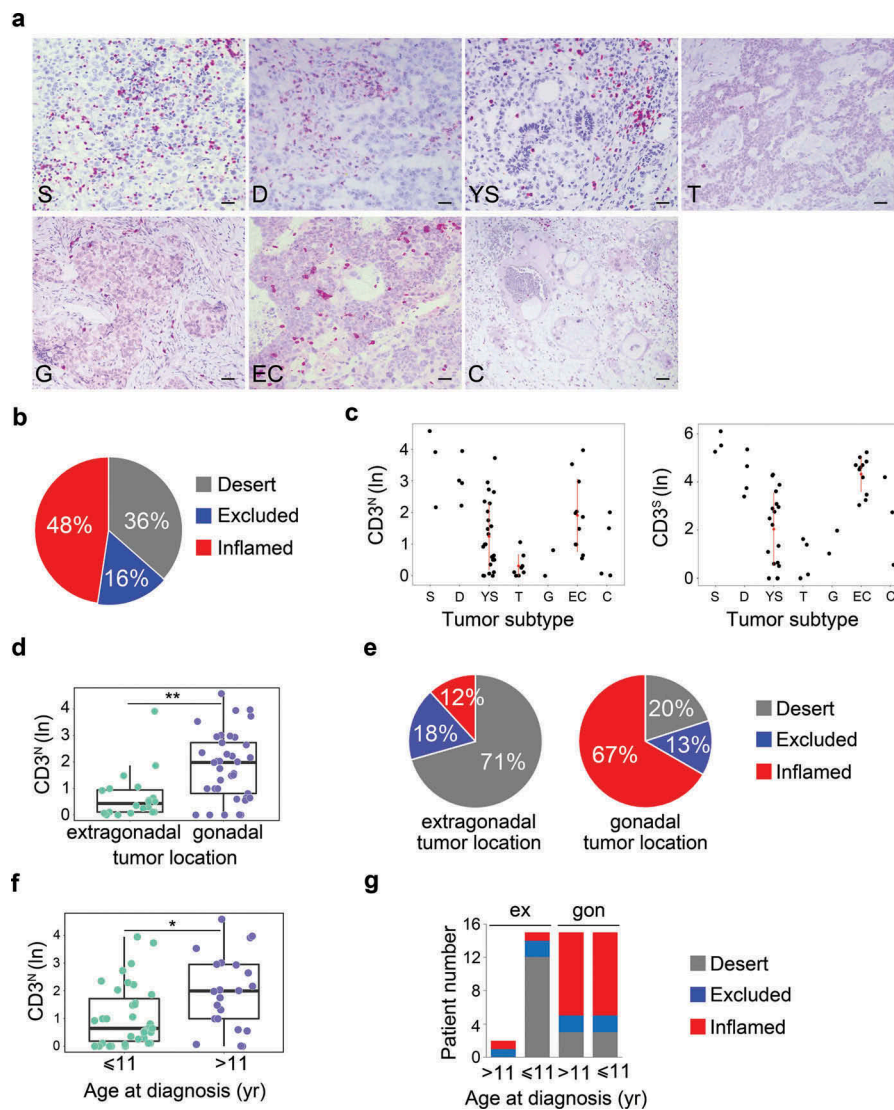 a
S
D
YS
T
G
EC
C
b
48%
36%
16%
Desert
Excluded
Inflamed
c
CD3ᴺ (ln)
4
3
2
1
0
S D YS T G EC C
Tumor subtype
CD3ˢ (ln)
6
4
2
0
S D YS T G EC C
Tumor subtype
d
**
CD3ᴺ (ln)
4
3
2
1
0
extragonadal gonadal
tumor location
e
12%
18%
71%
extragonadal
tumor location
20%
13%
67%
gonadal
tumor location
Desert
Excluded
Inflamed
f
*
CD3ᴺ (ln)
4
3
2
1
0
⩽11 >11
Age at diagnosis (yr)
g
ex gon
Patient number
16
12
8
4
0
>11 ⩽11 >11 ⩽11
Age at diagnosis (yr)
Desert
Excluded
Inflamed